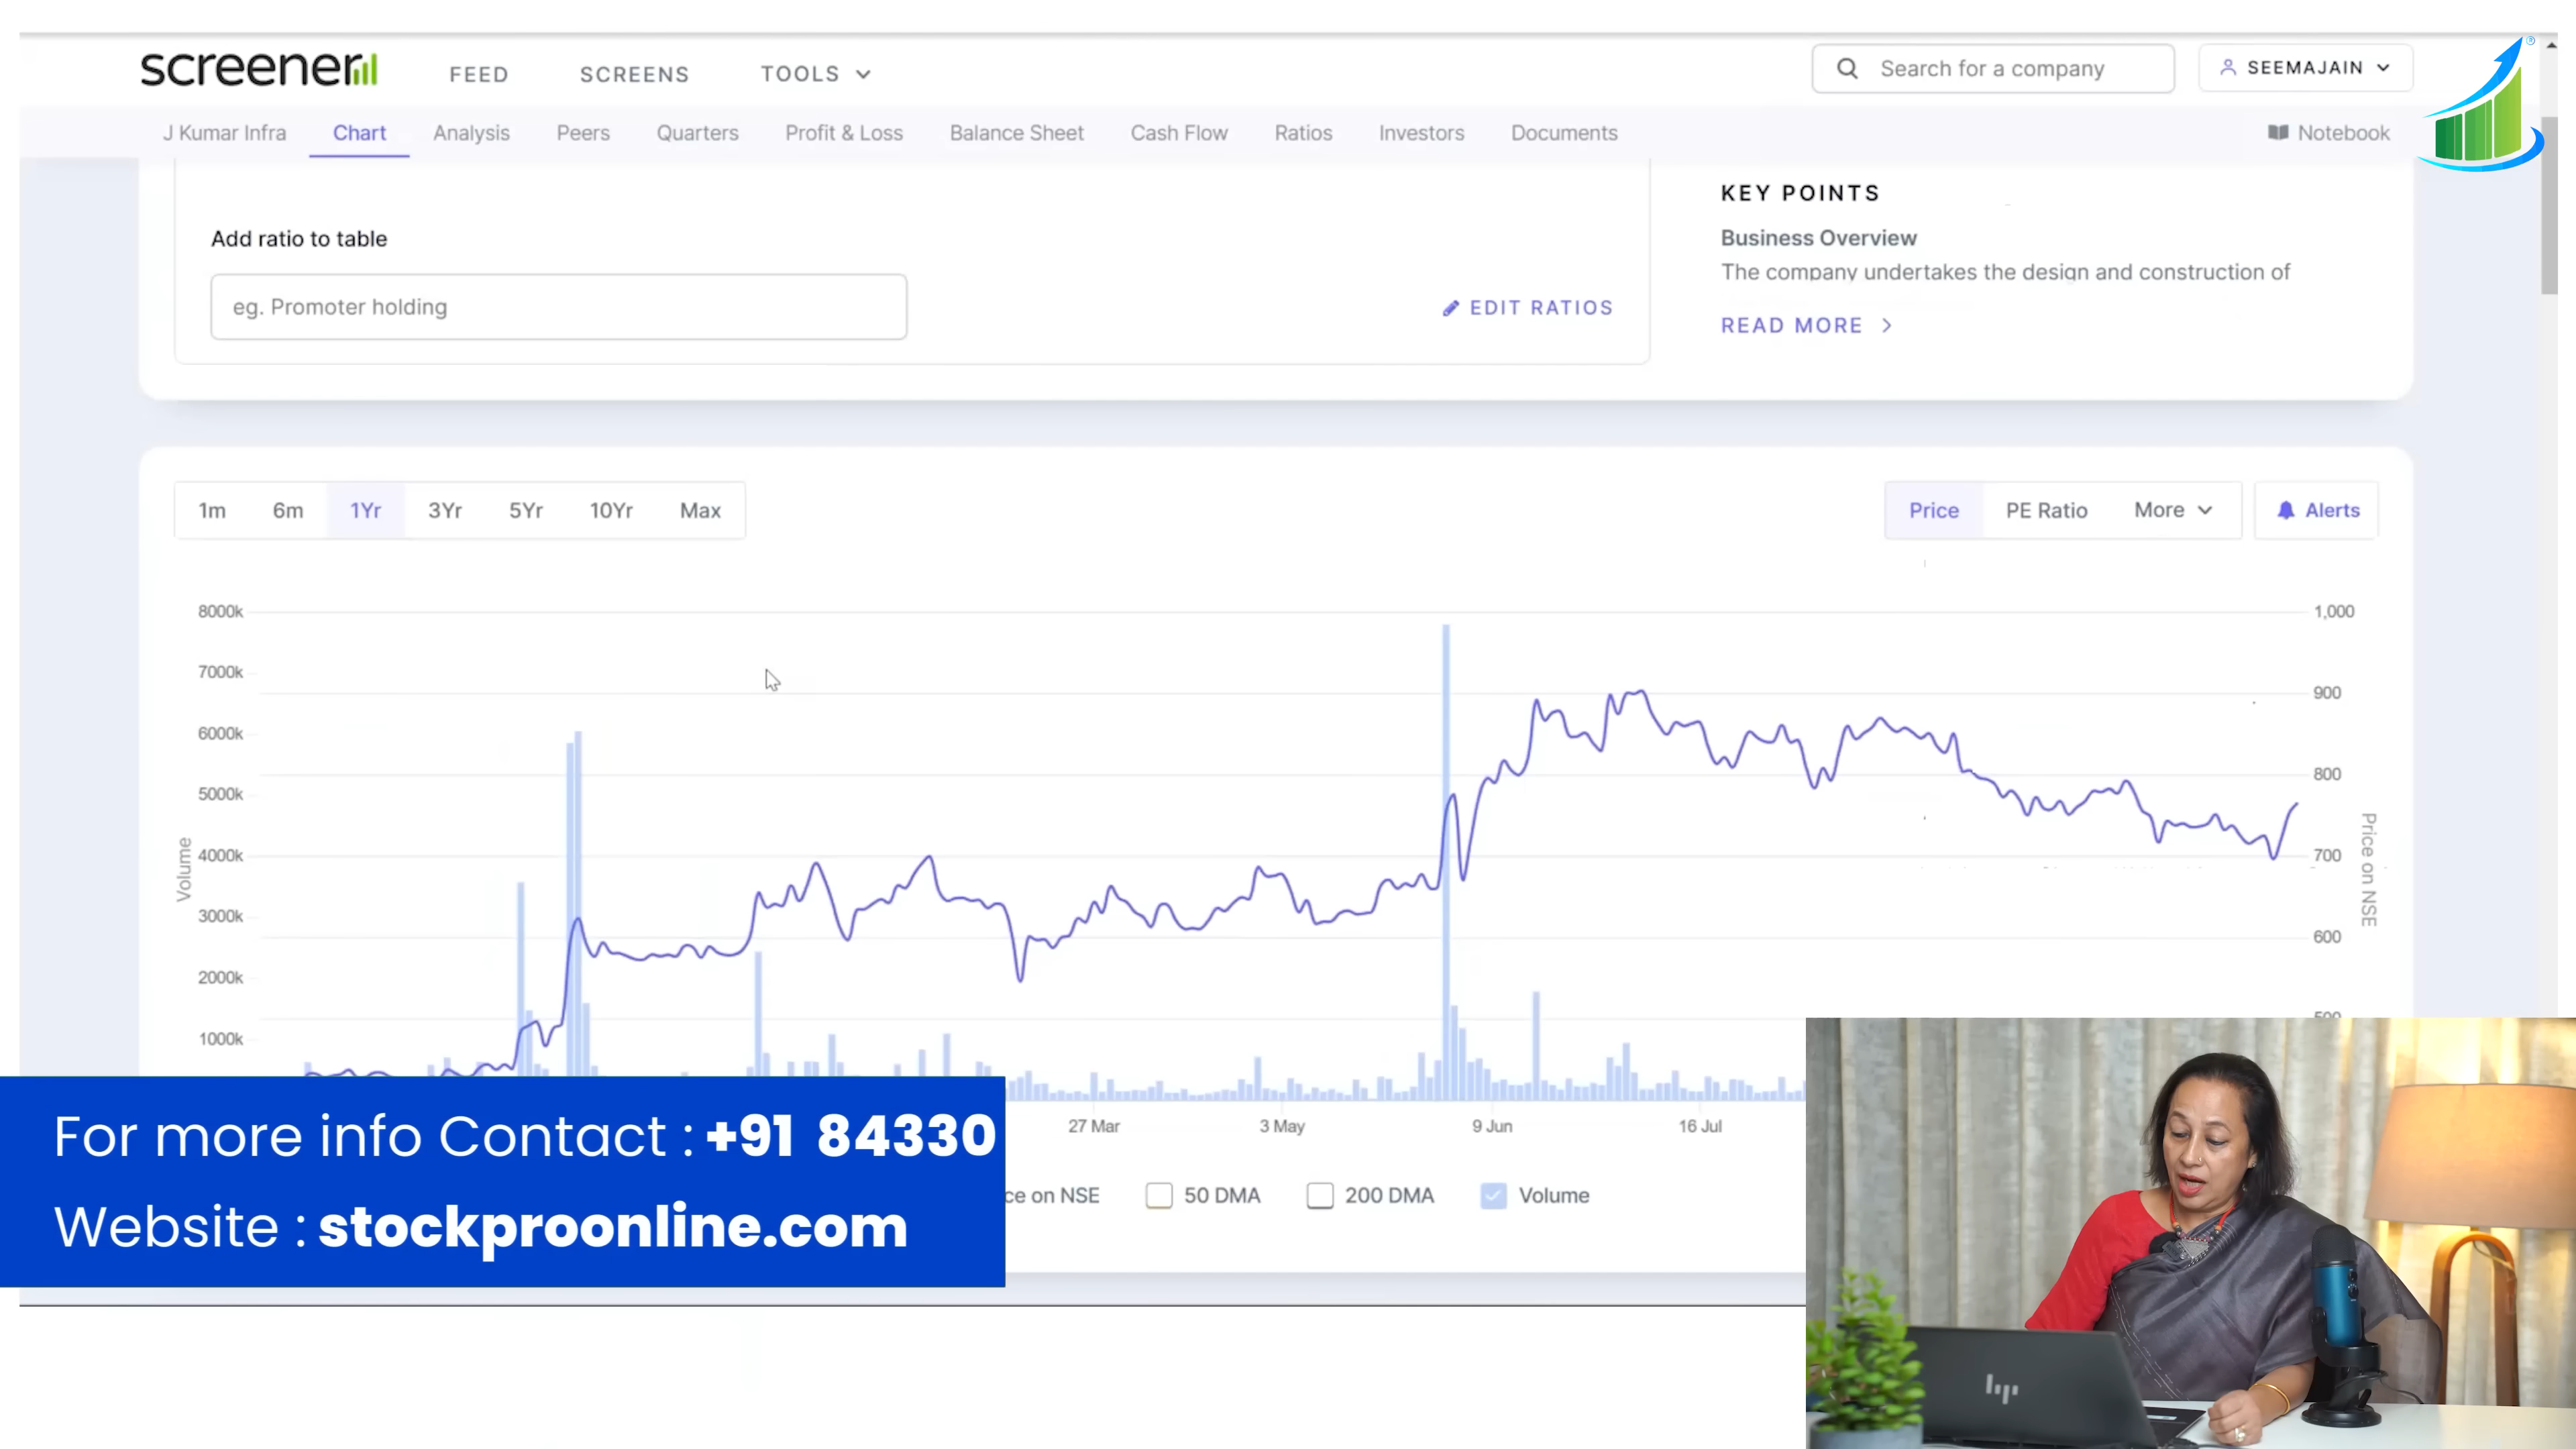 screener FEED SCREENS TOOLS Search for a company SEEMAJAIN ®
J Kumar Infra Chart Analysis Peers Quarters Profit & Loss Balance Sheet Cash Flow Ratios Investors Documents Notebook
KEY POINTS
Add ratio to table
Business Overview
The company undertakes the design and construction of
eg. Promoter holding
EDIT RATIOS
READ MORE
1m 6m 1Yr 3Yr 5Yr 10Yr Max Price PE Ratio More Alerts
8000k 1,000
7000k
900
6000k
800
5000k
Volume
4000k 700
Price on NSE
3000k
600
2000k
1000k
27 Mar 3 May 9 Jun 16 Jul
For more info Contact : +91 84330
ce on NSE 50 DMA 200 DMA Volume
Website : stockproonline.com
hp